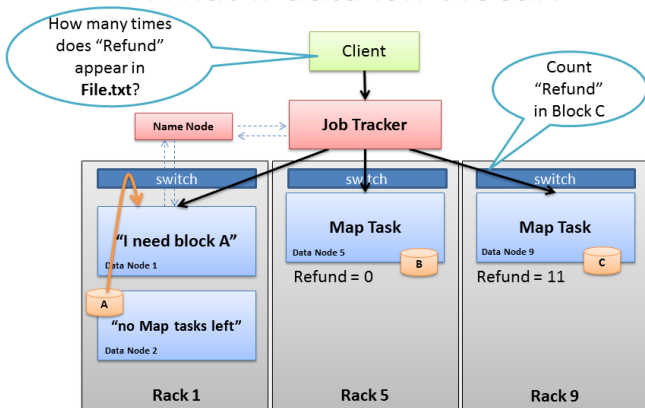 How many times
does “Refund”
appear in
File.txt?
Client
Count
“Refund”
in Block C
Name Node
Job Tracker
switch
switch
switch
“I need block A”
Data Node 1
Map Task
Data Node 5
B
Map Task
Data Node 9
C
Refund = 0
Refund = 11
A
“no Map tasks left”
Data Node 2
Rack 1
Rack 5
Rack 9